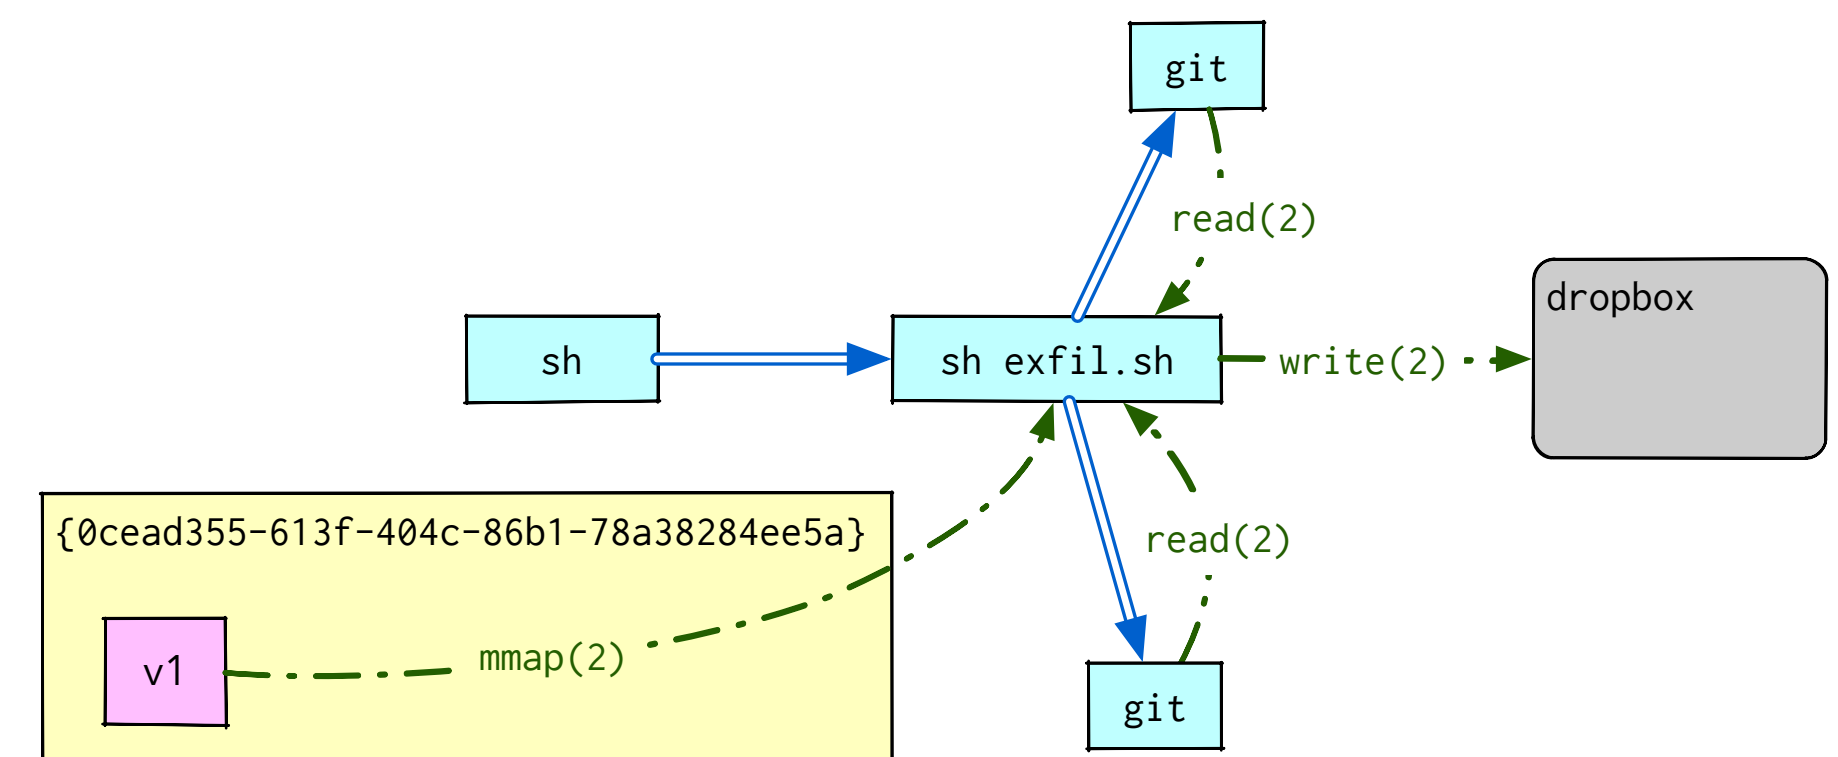 git
read(2)
dropbox
sh
sh exfil.sh
write(2)
{0cead355-613f-404c-86b1-78a38284ee5a}
read(2)
mmap(2)
v1
git